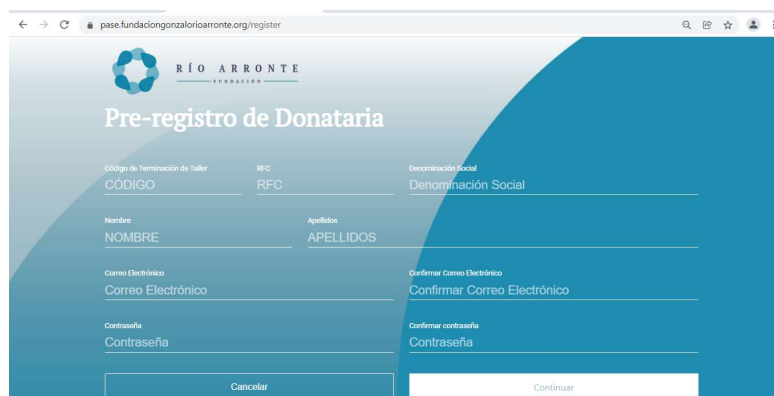 pase.fundaciongonzalorioarronte.org/register
RÍO ARRONTE
FUNDACIÓN
Pre-registro de Donataria
Código de Terminación de Taller RFC Denominación Social
CÓDIGO RFC Denominación Social
Nombre Apellidos
NOMBRE APELLIDOS
Correo Electrónico Confirmar Correo Electrónico
Correo Electrónico Confirmar Correo Electrónico
Contraseña Confirmar contraseña
Contraseña Contraseña
Cancelar Continuar